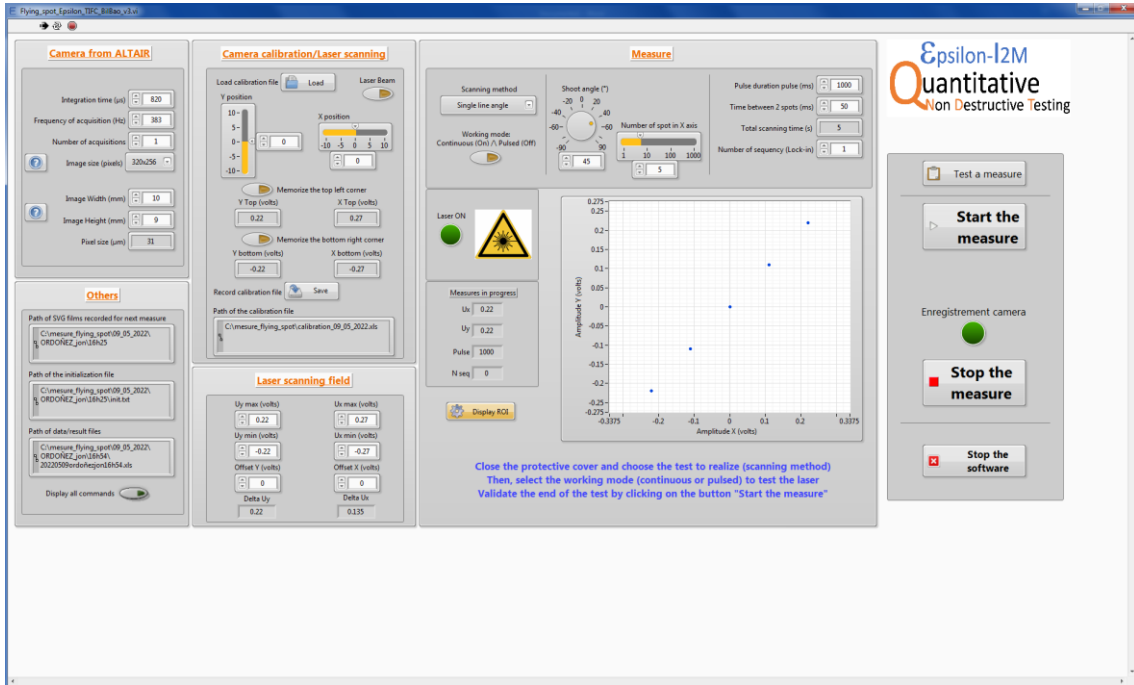 Flying_spot_Epsilon_TIFC_BilBao_v3.vi
Camera from ALTAIR
Integration time (µs) 820
Frequency of acquisition (Hz) 383
Number of acquisitions 1
Image size (pixels) 320x256
Image Width (mm) 10
Image Height (mm) 9
Pixel size (µm) 31
Others
Path of SVG films recorded for next measure
C:\mesure_flying_spot\09_05_2022\
ORDOÑEZ_jon\16h25
Path of the initialization file
C:\mesure_flying_spot\09_05_2022\
ORDOÑEZ_jon\16h25\init.txt
Path of data/result files
C:\mesure_flying_spot\09_05_2022\
ORDOÑEZ_jon\16h54\
20220509ordoñezjon16h54.xls
Display all commands
Camera calibration/Laser scanning
Load calibration file Load Laser Beam
Y position
10-
5-
0-
-5-
-10-
0
X position
-10 -5 0 5 10
0
Memorize the top left corner
Y Top (volts) X Top (volts)
0.22 0.27
Memorize the bottom right corner
Y bottom (volts) X bottom (volts)
-0.22 -0.27
Record calibration file Save
Path of the calibration file
C:\mesure_flying_spot\calibration_09_05_2022.xls
Laser scanning field
Uy max (volts) Ux max (volts)
0.22 0.27
Uy min (volts) Ux min (volts)
-0.22 -0.27
Offset Y (volts) Offset X (volts)
0 0
Delta Uy Delta Ux
0.22 0.135
Measure
Scanning method
Single line angle
Working mode:
Continuous (On) /\ Pulsed (Off)
Shoot angle (°)
-20 0 20
-40 40
-60 60
-90 90
45
Number of spot in X axis
1 10 100 1000
5
Pulse duration pulse (ms) 1000
Time between 2 spots (ms) 50
Total scanning time (s) 5
Number of sequency (Lock-in) 1
Laser ON
Measures in progress
Ux 0.22
Uy 0.22
Pulse 1000
N seq 0
Display ROI
Amplitude Y (volts)
0.275
0.25
0.2
0.15
0.1
0.05
0
-0.05
-0.1
-0.15
-0.2
-0.25
-0.275
-0.3375 -0.2 -0.1 0 0.1 0.2 0.3375
Amplitude X (volts)
Close the protective cover and choose the test to realize (scanning method)
Then, select the working mode (continuous or pulsed) to test the laser
Validate the end of the test by clicking on the button "Start the measure"
Epsilon-I2M
Quantitative
Non Destructive Testing
Test a measure
Start the
measure
Enregistrement camera
Stop the
measure
Stop the
software